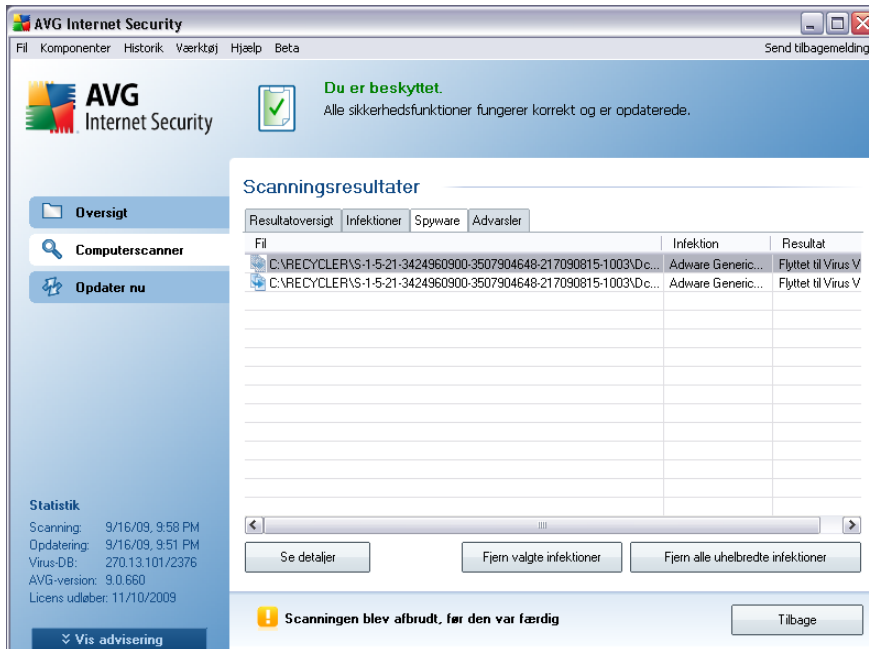 AVG Internet Security
Fil Komponenter Historik Værktøj Hjælp Beta Send tilbagemelding
AVG
Internet Security
Du er beskyttet.
Alle sikkerhedsfunktioner fungerer korrekt og er opdaterede.
Oversigt
Computerscanner
Opdater nu
Scanningsresultater
Resultatoversigt Infektioner Spyware Advarsler
Fil Infektion Resultat
C:\RECYCLER\S-1-5-21-3424960900-3507904648-217090815-1003\Dc... Adware Generic... Flyttet til Virus V
C:\RECYCLER\S-1-5-21-3424960900-3507904648-217090815-1003\Dc... Adware Generic... Flyttet til Virus V
Se detaljer Fjern valgte infektioner Fjern alle uhelbredte infektioner
Statistik
Scanning: 9/16/09, 9:58 PM
Opdatering: 9/16/09, 9:51 PM
Virus-DB: 270.13.101/2376
AVG-version: 9.0.660
Licens udløber: 11/10/2009
Vis advisering
Scanningen blev afbrudt, før den var færdig
Tilbage